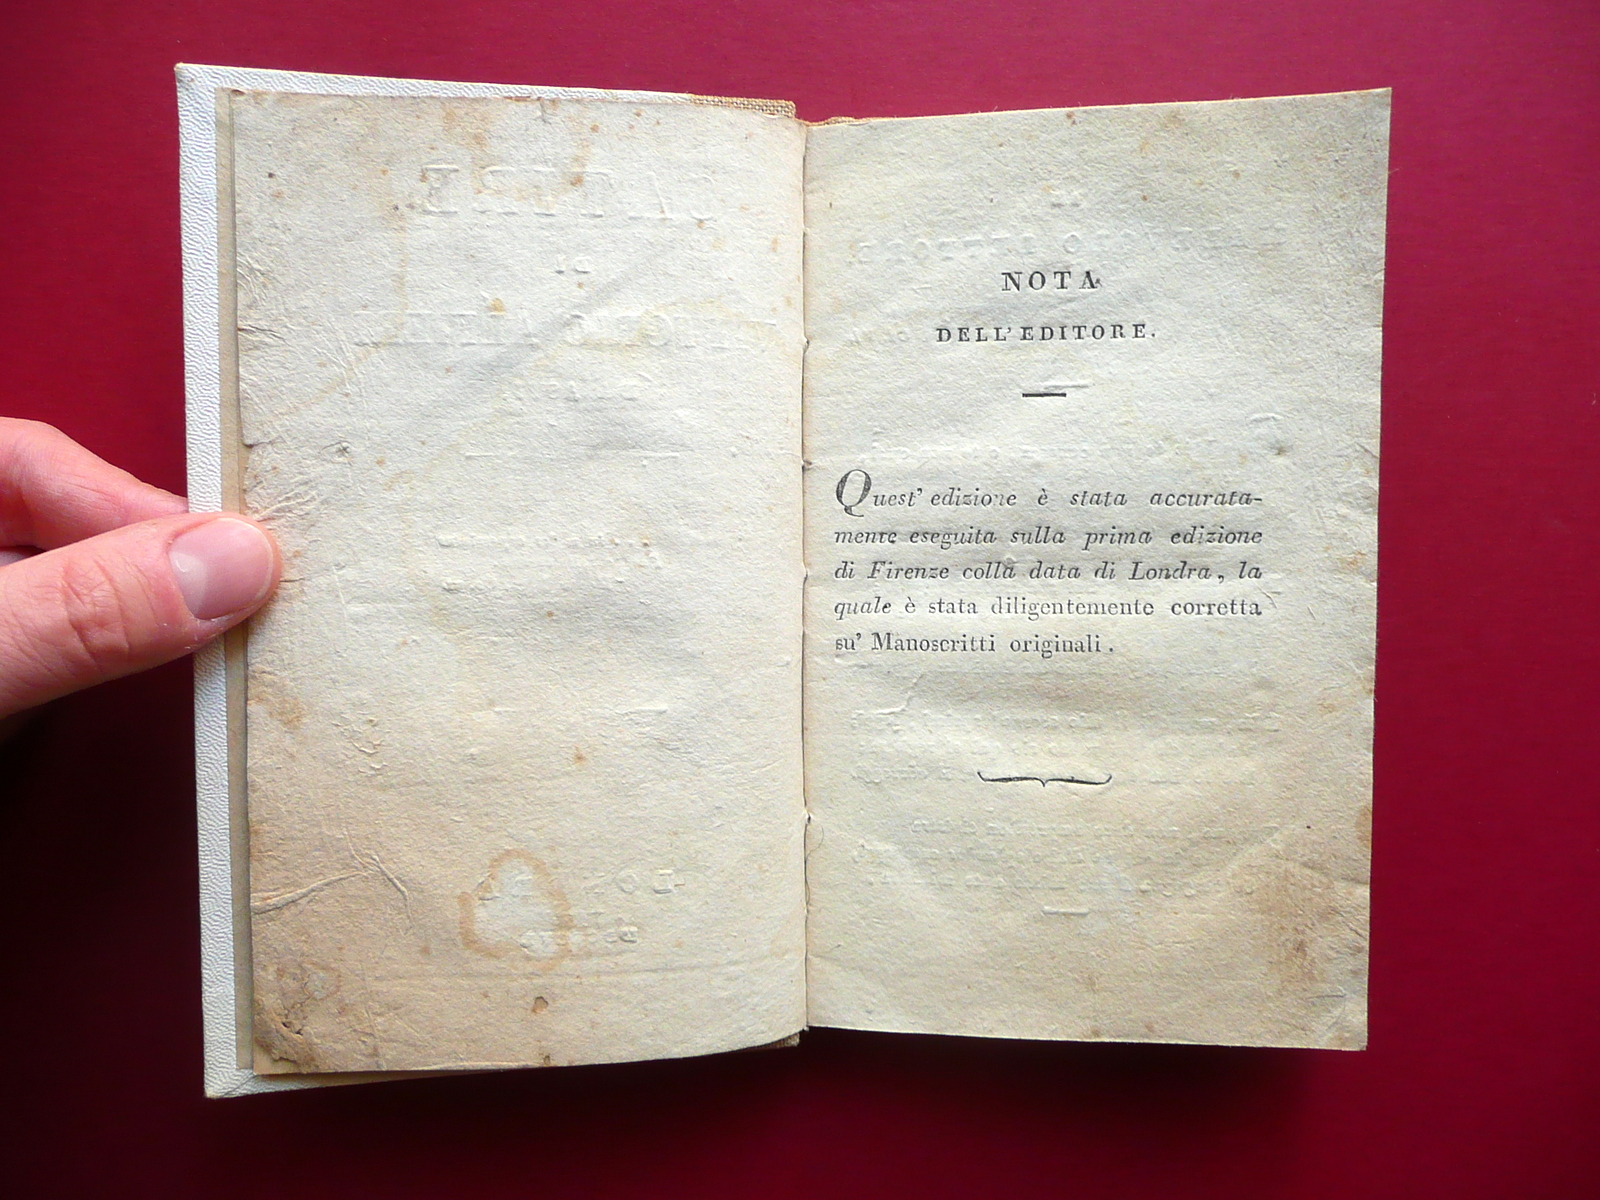 NOTA
DELL'EDITORE.
Quest' edizione è stata accurata-
mente eseguita sulla prima edizione
di Firenze colla data di Londra, la
quale è stata diligentemente corretta
su' Manoscritti originali.